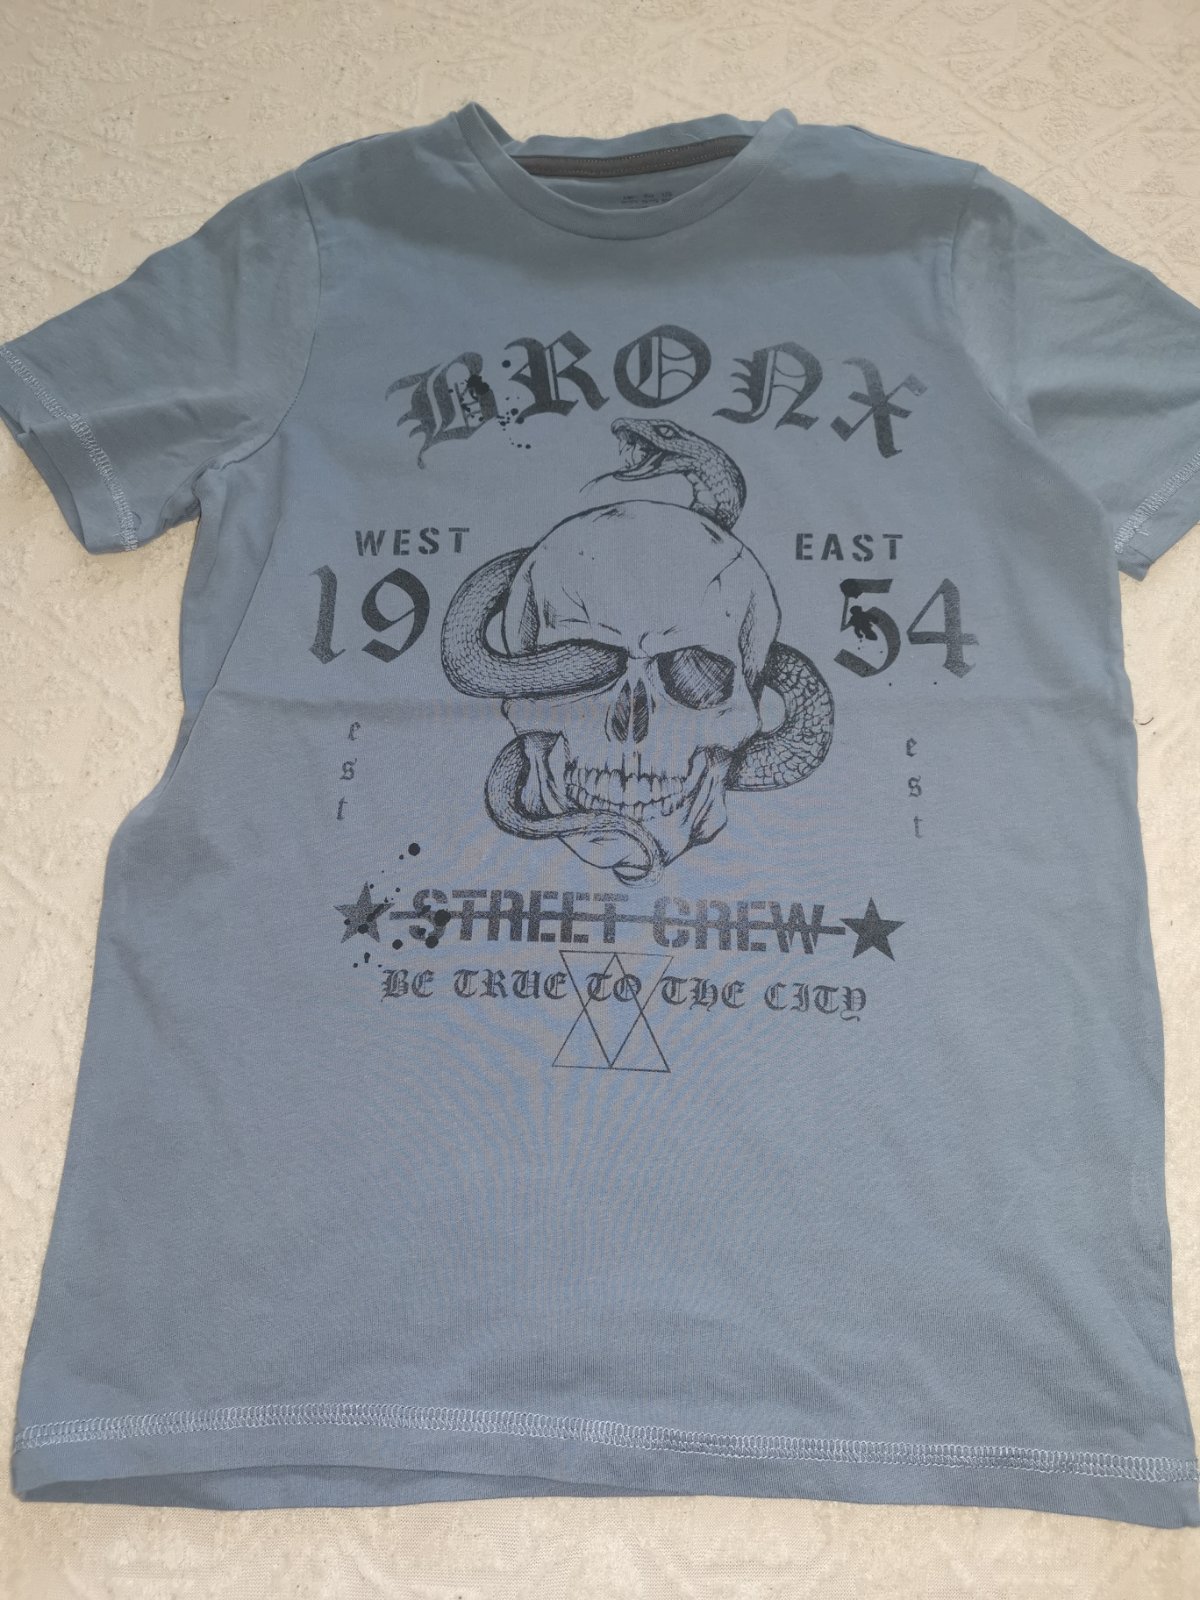 BRONX
WEST EAST
19 54
est est
STREET CREW
BE TRUE TO THE CITY